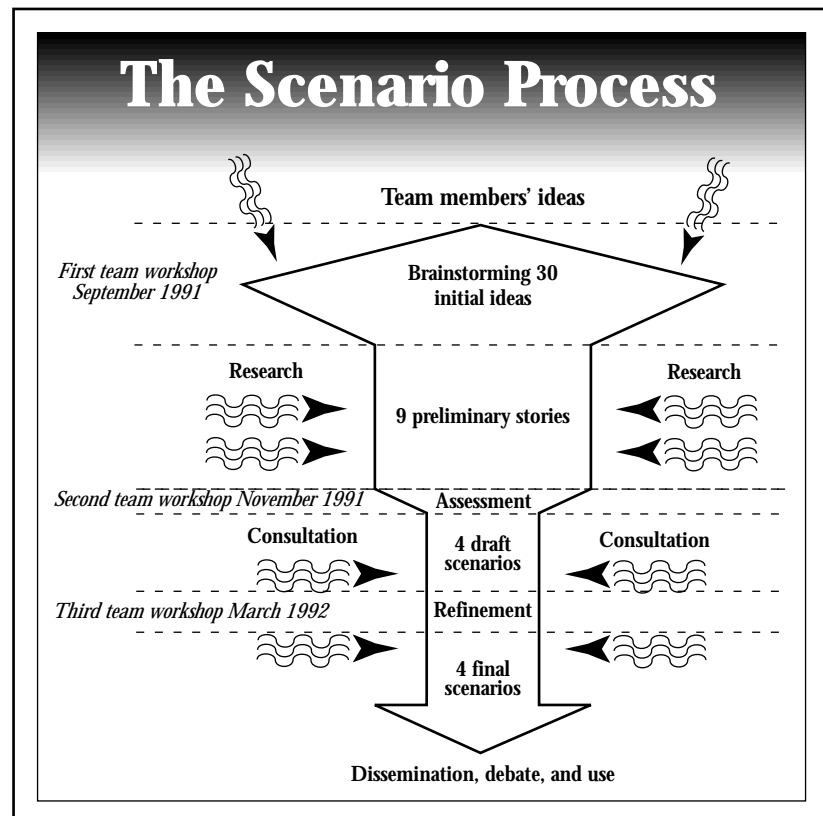 The Scenario Process
Team members’ ideas
First team workshop
September 1991
Brainstorming 30
initial ideas
Research
Research
9 preliminary stories
Second team workshop November 1991
Assessment
Consultation
4 draft
scenarios
Consultation
Third team workshop March 1992
Refinement
4 final
scenarios
Dissemination, debate, and use